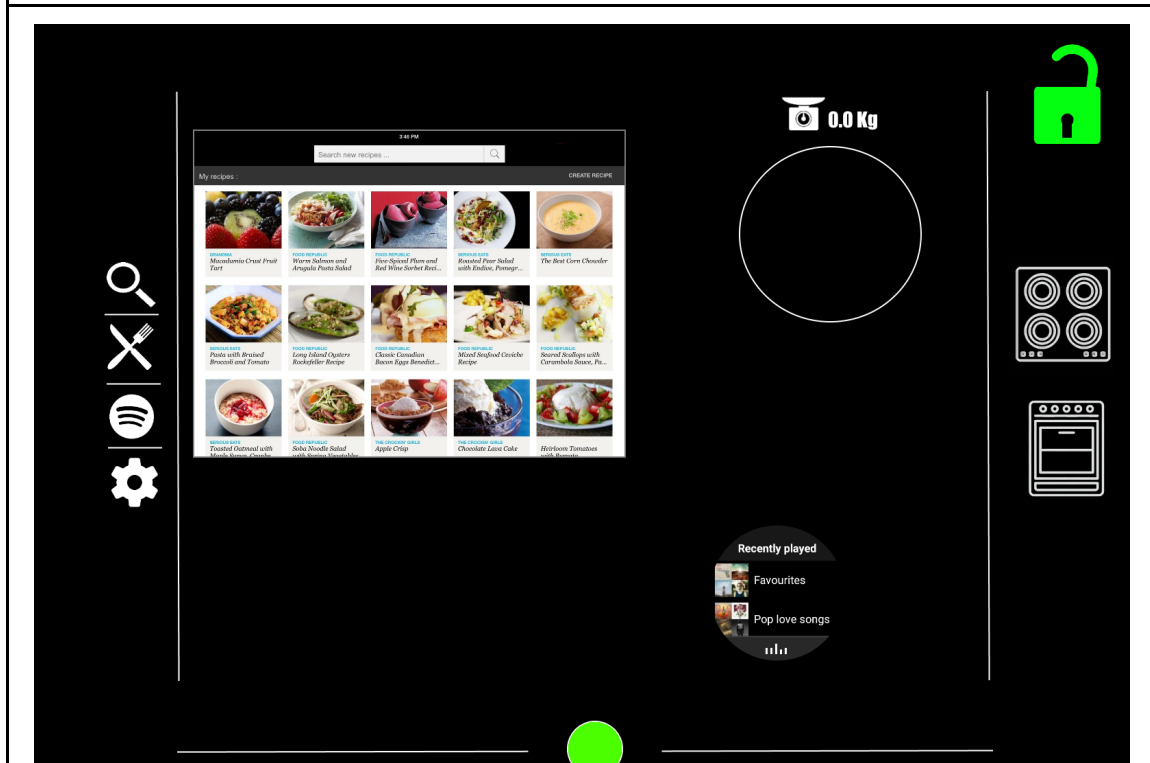 3:46 PM
Search new recipes ...
My recipes :
CREATE RECIPE
GRANDMA
Macadamia Crust Fruit
Tart
FOOD REPUBLIC
Warm Salmon and
Arugula Pasta Salad
FOOD REPUBLIC
Five-Spiced Plum and
Red Wine Sorbet Reci...
SERIOUS EATS
Roasted Pear Salad
with Endive, Pomegr...
SERIOUS EATS
The Best Corn Chowder
SERIOUS EATS
Pasta with Braised
Broccoli and Tomato
FOOD REPUBLIC
Long Island Oysters
Rockefeller Recipe
FOOD REPUBLIC
Classic Canadian
Bacon Eggs Benedict...
FOOD REPUBLIC
Mixed Seafood Ceviche
Recipe
FOOD REPUBLIC
Seared Scallops with
Carambola Sauce, Pa...
SERIOUS EATS
Toasted Oatmeal with
Maple Syrup,
FOOD REPUBLIC
Soba Noodle Salad
with Spring Vegetables
THE CROCKIN' GIRLS
Apple Crisp
THE CROCKIN' GIRLS
Chocolate Lava Cake
Heirloom Tomatoes
with
0.0 Kg
Recently played
Favourites
Pop love songs